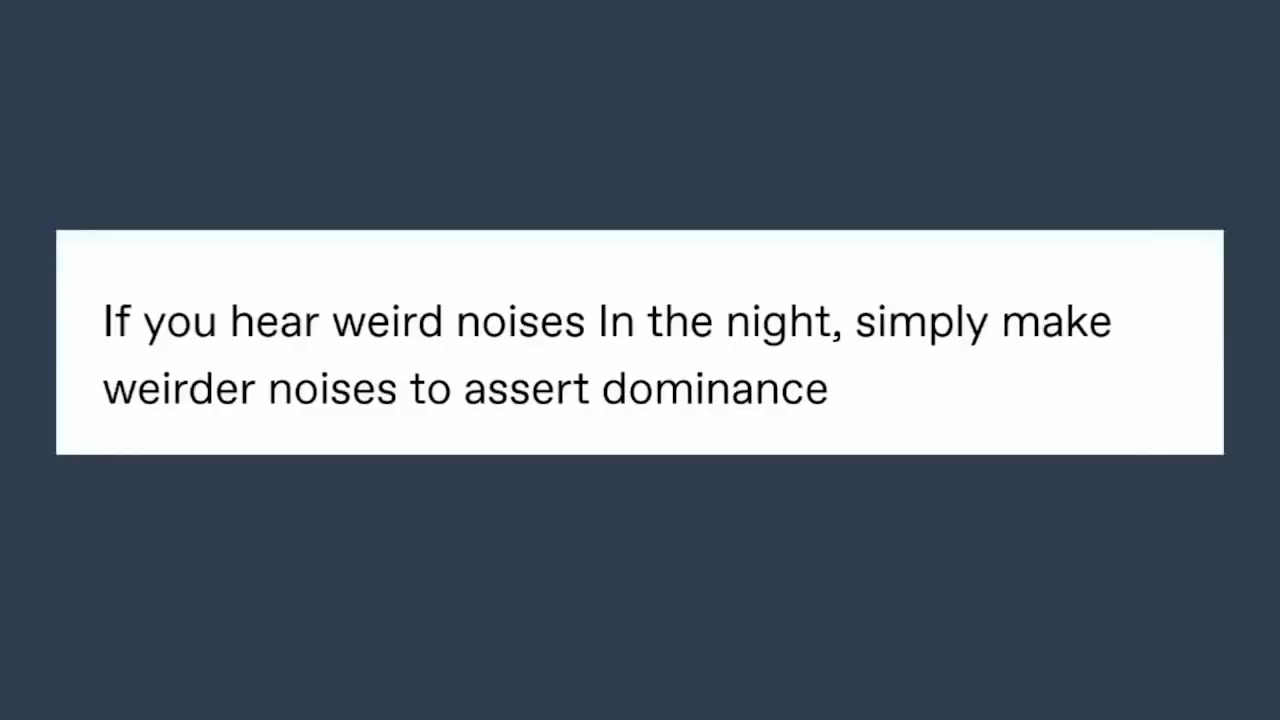 If you hear weird noises In the night, simply make
weirder noises to assert dominance